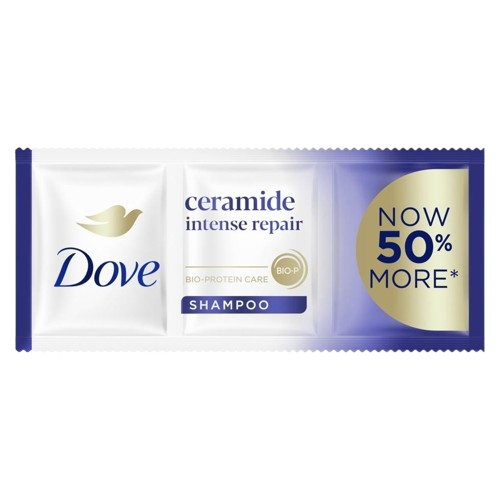 Dove
ceramide
intense repair
BIO-PROTEIN CARE
BIO-P
SHAMPOO
NOW
50%
MORE*